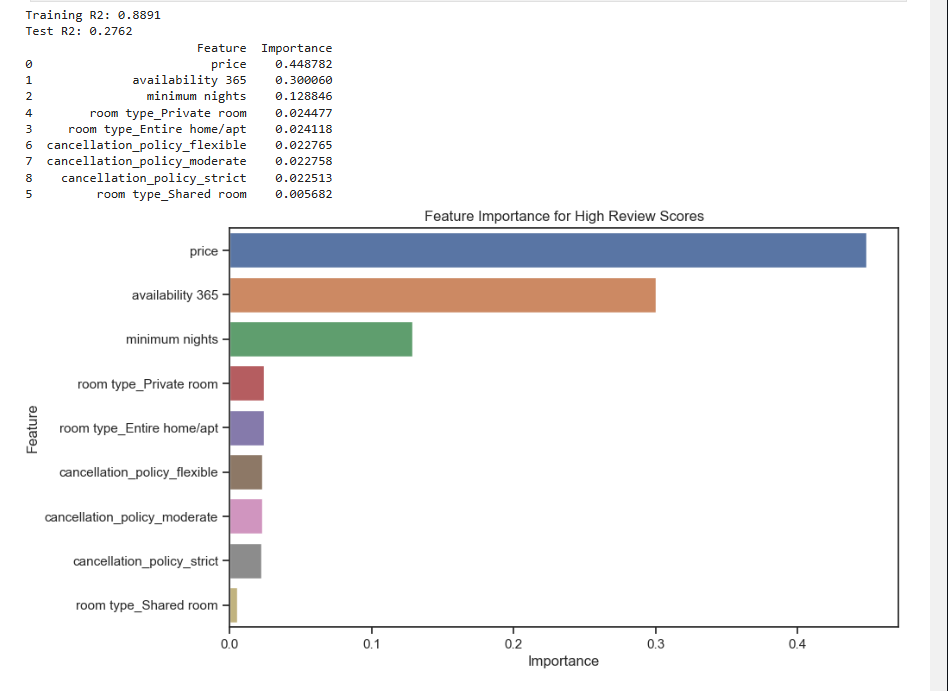 Training R2: 0.8891
Test R2: 0.2762
Feature Importance
0 price 0.448782
1 availability 365 0.300060
2 minimum nights 0.128846
4 room type_Private room 0.024477
3 room type_Entire home/apt 0.024118
6 cancellation_policy_flexible 0.022765
7 cancellation_policy_moderate 0.022758
8 cancellation_policy_strict 0.022513
5 room type_Shared room 0.005682
Feature Importance for High Review Scores
price
availability 365
minimum nights
room type_Private room
room type_Entire home/apt
cancellation_policy_flexible
cancellation_policy_moderate
cancellation_policy_strict
room type_Shared room
Feature
0.0 0.1 0.2 0.3 0.4
Importance